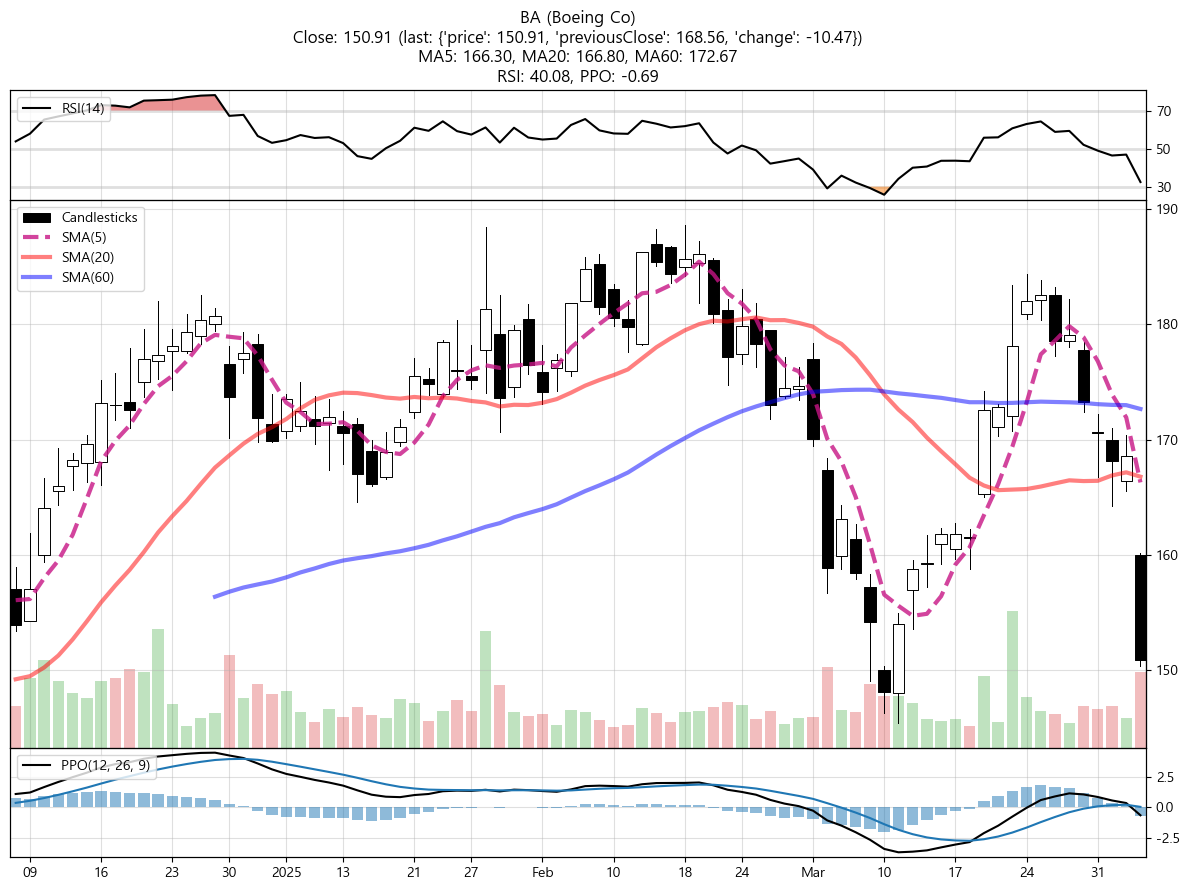 BA (Boeing Co)
Close: 150.91 (last: {'price': 150.91, 'previousClose': 168.56, 'change': -10.47})
MA5: 166.30, MA20: 166.80, MA60: 172.67
RSI: 40.08, PPO: -0.69
RSI(14)
70
50
30
Candlesticks
SMA(5)
SMA(20)
SMA(60)
190
180
170
160
150
PPO(12, 26, 9)
2.5
0.0
−2.5
09 16 23 30 2025 13 21 27 Feb 10 18 24 Mar 10 17 24 31